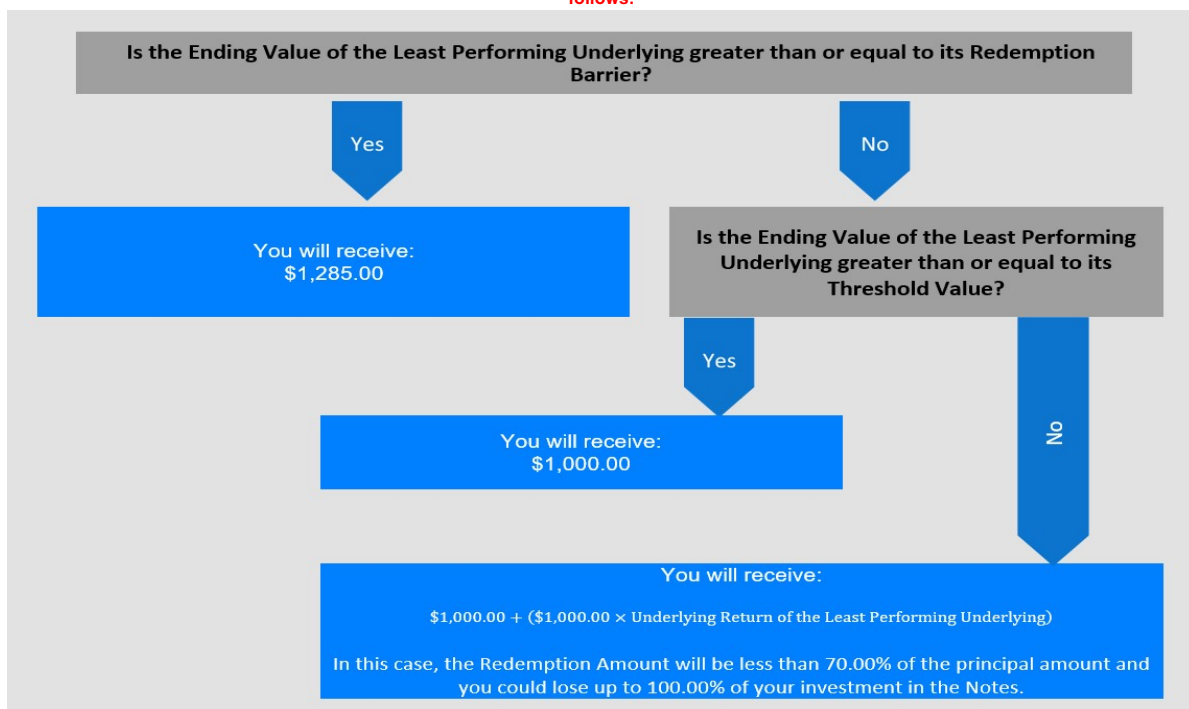 follows:
Is the Ending Value of the Least Performing Underlying greater than or equal to its Redemption
Barrier?
Yes
No
You will receive:
$1,285.00
Is the Ending Value of the Least Performing
Underlying greater than or equal to its
Threshold Value?
Yes
No
You will receive:
$1,000.00
You will receive:
$1,000.00 + ($1,000.00 × Underlying Return of the Least Performing Underlying)
In this case, the Redemption Amount will be less than 70.00% of the principal amount and
you could lose up to 100.00% of your investment in the Notes.